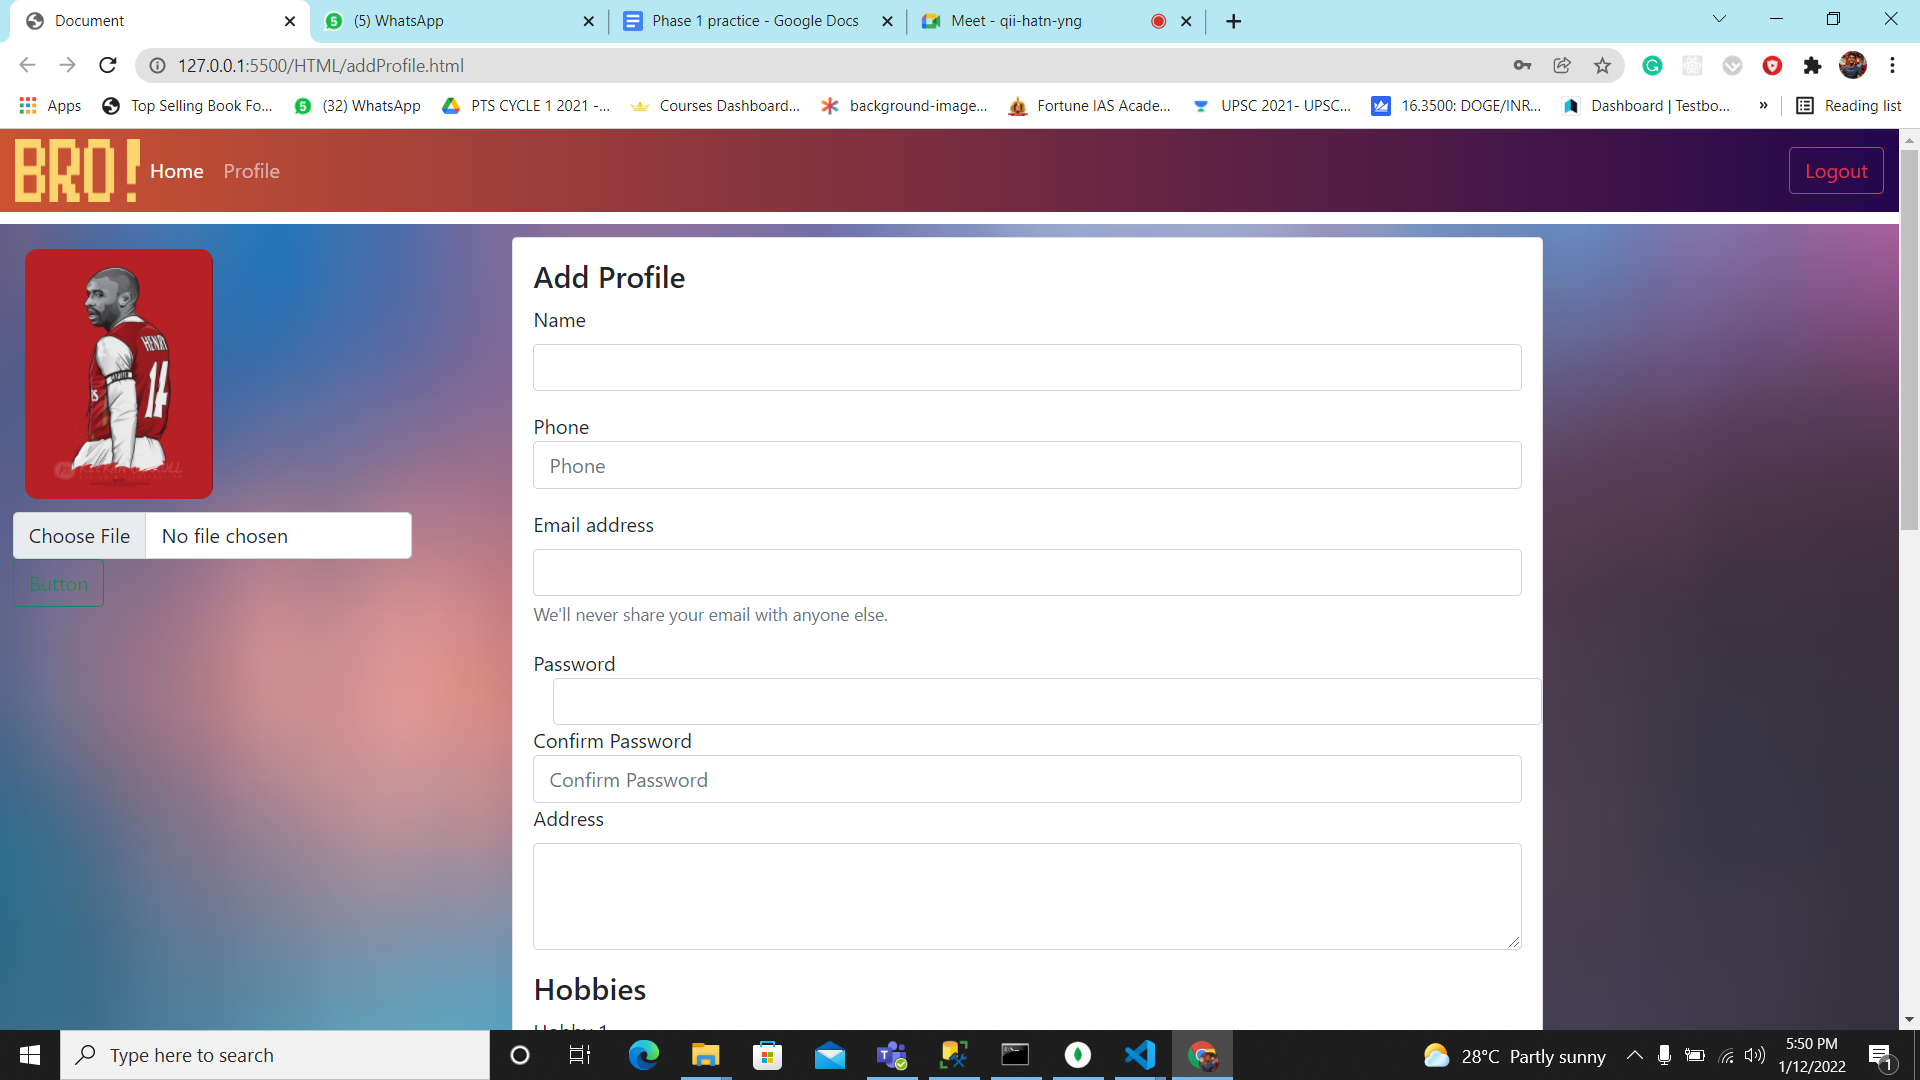 Document
(5) WhatsApp
Phase 1 practice - Google Docs
Meet - qii-hatn-yng
127.0.0.1:5500/HTML/addProfile.html
Apps
Top Selling Book Fo...
5
(32) WhatsApp
PTS CYCLE 1 2021 -...
Courses Dashboard...
background-image...
Fortune IAS Acade...
UPSC 2021- UPSC...
16.3500: DOGE/INR...
Dashboard | Testbo...
»
Reading list
BRO!
Home
Profile
Logout
HENRY
14
Choose File
No file chosen
Button
Add Profile
Name
Phone
Phone
Email address
We'll never share your email with anyone else.
Password
Confirm Password
Confirm Password
Address
Hobbies
Hobby 1
Type here to search
28°C Partly sunny
5:50 PM
1/12/2022
1